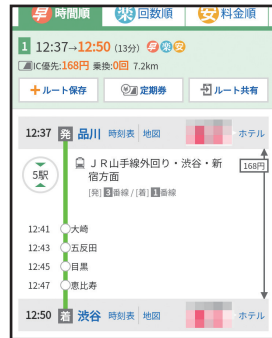 早 時間順 楽 回数順 安 料金順
1 12:37→12:50 (13分) 早 楽 安
IC優先:168円 乗換:0回 7.2km
+ルート保存 定期券 ルート共有
12:37 発 品川 時刻表 地図 ホテル
5駅
ＪＲ山手線外回り・渋谷・新
宿方面
168円
[発] 3番線 / [着] 1番線
12:41 大崎
12:43 五反田
12:45 目黒
12:47 恵比寿
12:50 着 渋谷 時刻表 地図 ホテル